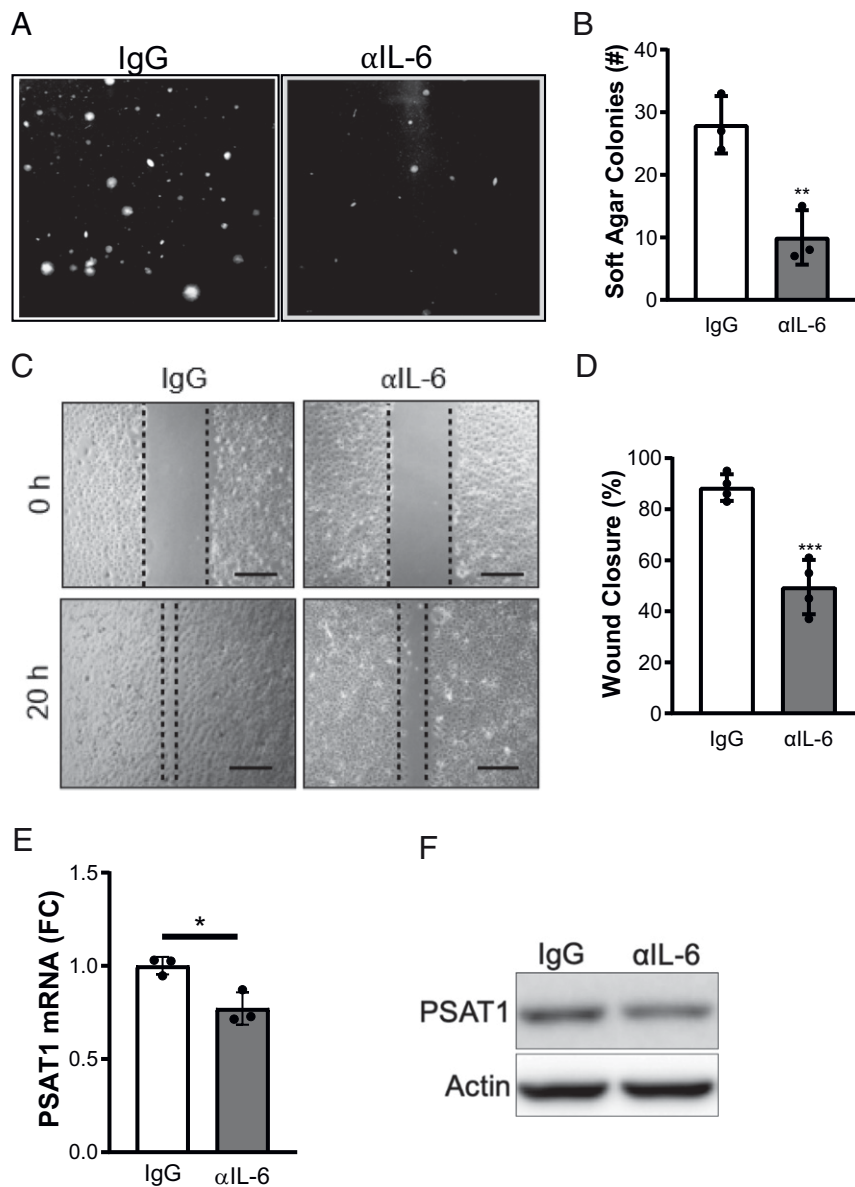 A
IgG
αIL-6
B
Soft Agar Colonies (#)
40
30
20
10
0
**
IgG
αIL-6
C
IgG
αIL-6
0 h
20 h
D
Wound Closure (%)
100
80
60
40
20
0
***
IgG
αIL-6
E
PSAT1 mRNA (FC)
1.5
1.0
0.5
0.0
*
IgG
αIL-6
F
IgG
αIL-6
PSAT1
Actin